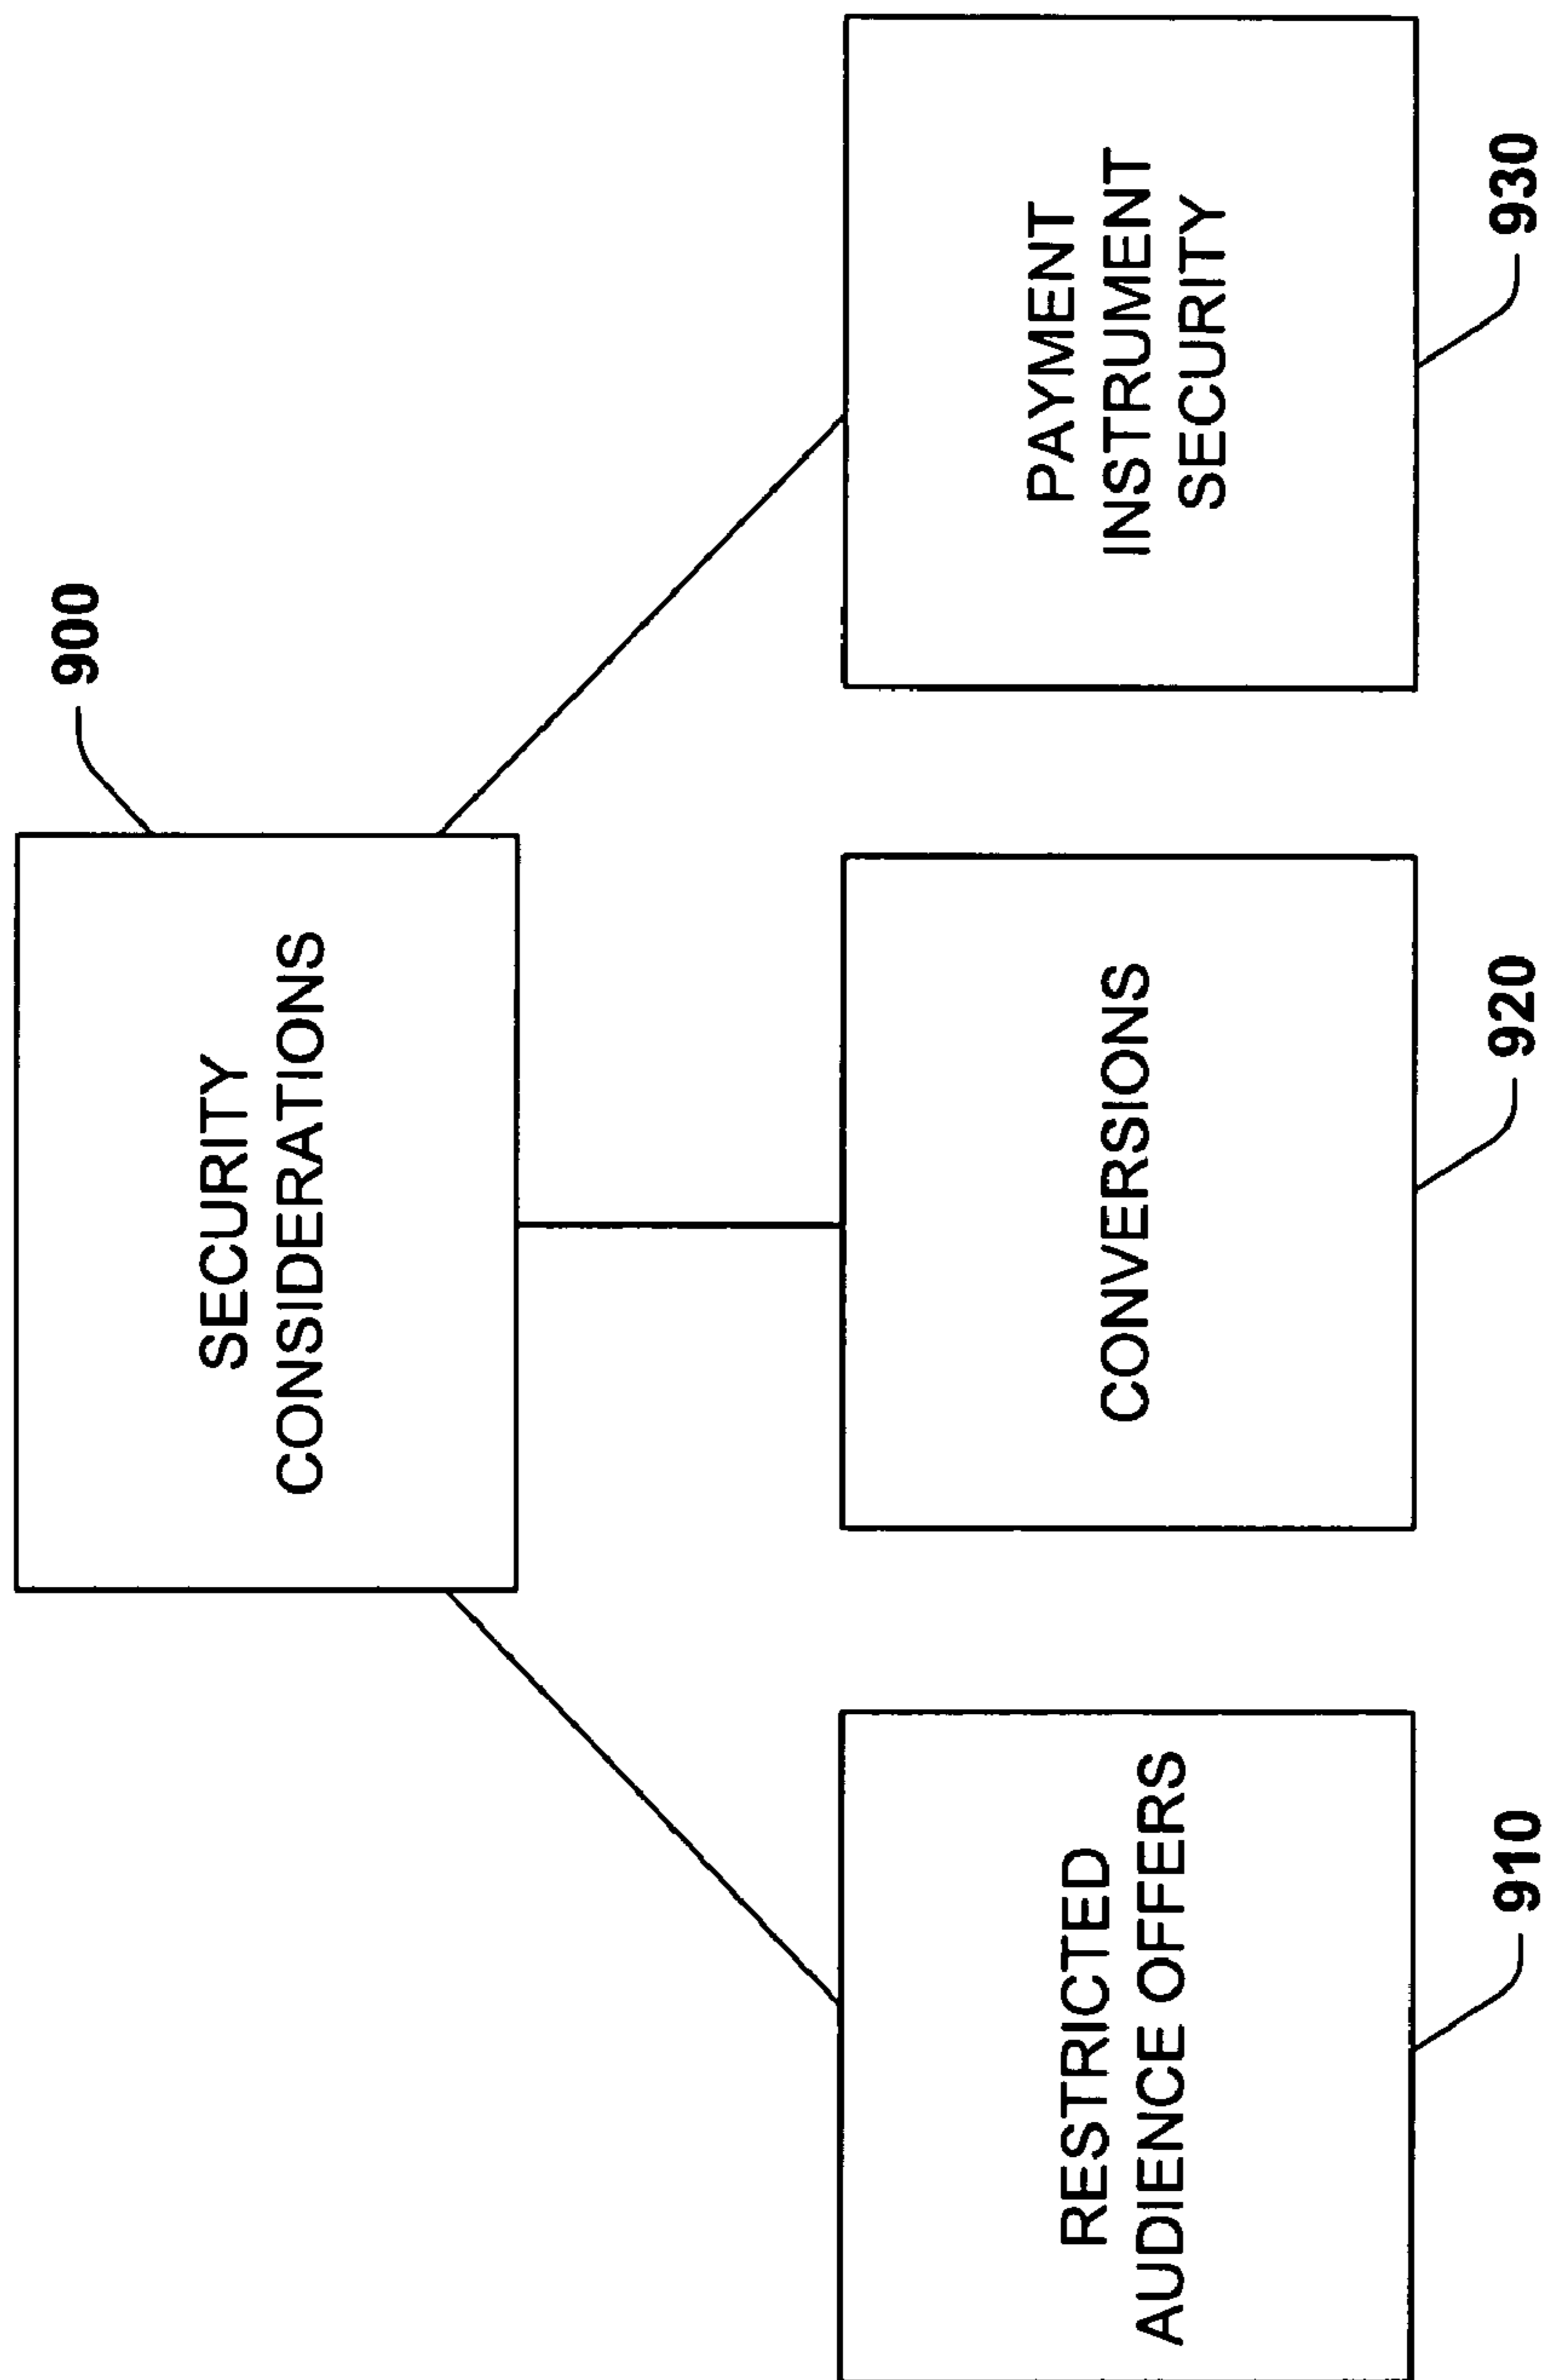 900
SECURITY
CONSIDERATIONS
RESTRICTED
AUDIENCE OFFERS
CONVERSIONS
PAYMENT
INSTRUMENT
SECURITY
910
920
930